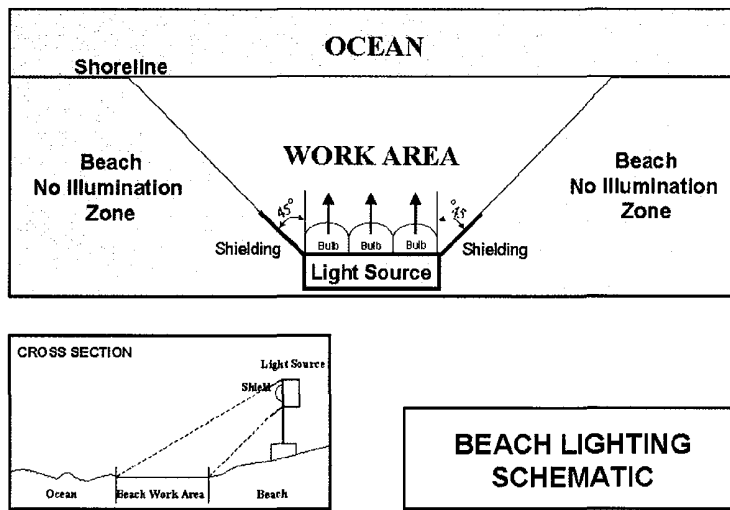 OCEAN
Shoreline
WORK AREA
Beach
No Illumination
Zone
Beach
No Illumination
Zone
45°
Shielding
Bulb
Bulb
Bulb
Shielding
Light Source
CROSS SECTION
Light Source
Shield
Ocean
Beach Work Area
Beach
BEACH LIGHTING
SCHEMATIC